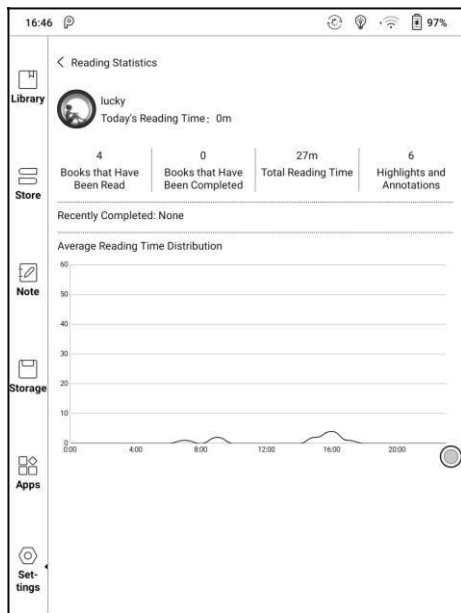 16:46
97%
Library
Store
Note
Storage
Apps
Set-
tings
Reading Statistics
lucky
Today's Reading Time: 0m
4
Books that Have
Been Read
0
Books that Have
Been Completed
27m
Total Reading Time
6
Highlights and
Annotations
Recently Completed: None
Average Reading Time Distribution
60
50
40
30
20
10
0
0:00 4:00 8:00 12:00 16:00 20:00